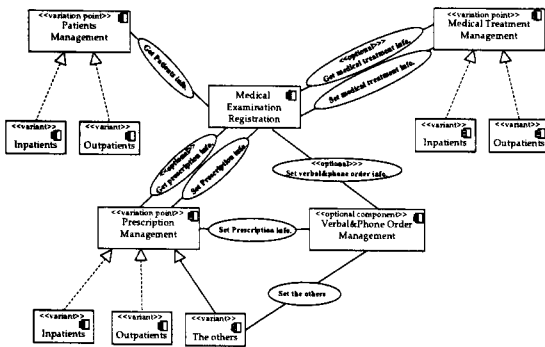 <<variation point>>
Patients
Management
<<variation point>>
Medical Treatment
Management
Get Patients info.
<<optional>>>
Get medical treatment info.
Set medical treatment info.
Medical
Examination
Registration
<<variant>>
Inpatients
<<variant>>
Outpatients
<<variant>>
Inpatients
<<variant>>
Outpatients
<<optional>>
Get prescription info.
Set Prescription info.
<<optional>>>
Set verbal&phone order info.
<<variation point>>
Prescription
Management
Set Prescription info.
<<optional component>>
Verbal&Phone Order
Management
Set the others
<<variant>>
Inpatients
<<variant>>
Outpatients
<<variant>>
The others